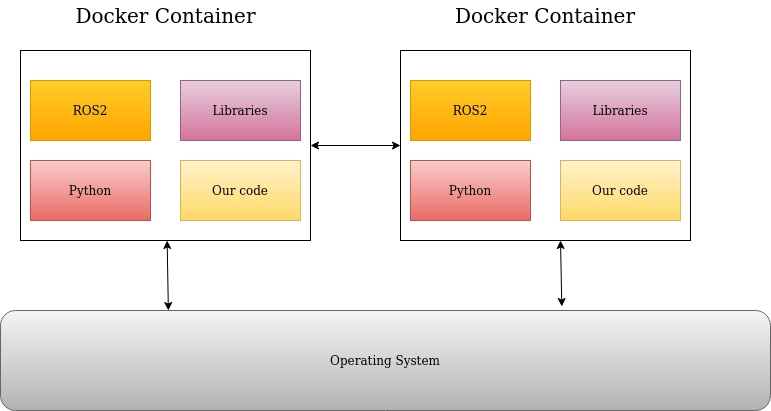 Docker Container
Docker Container
ROS2
Libraries
ROS2
Libraries
Python
Our code
Python
Our code
Operating System